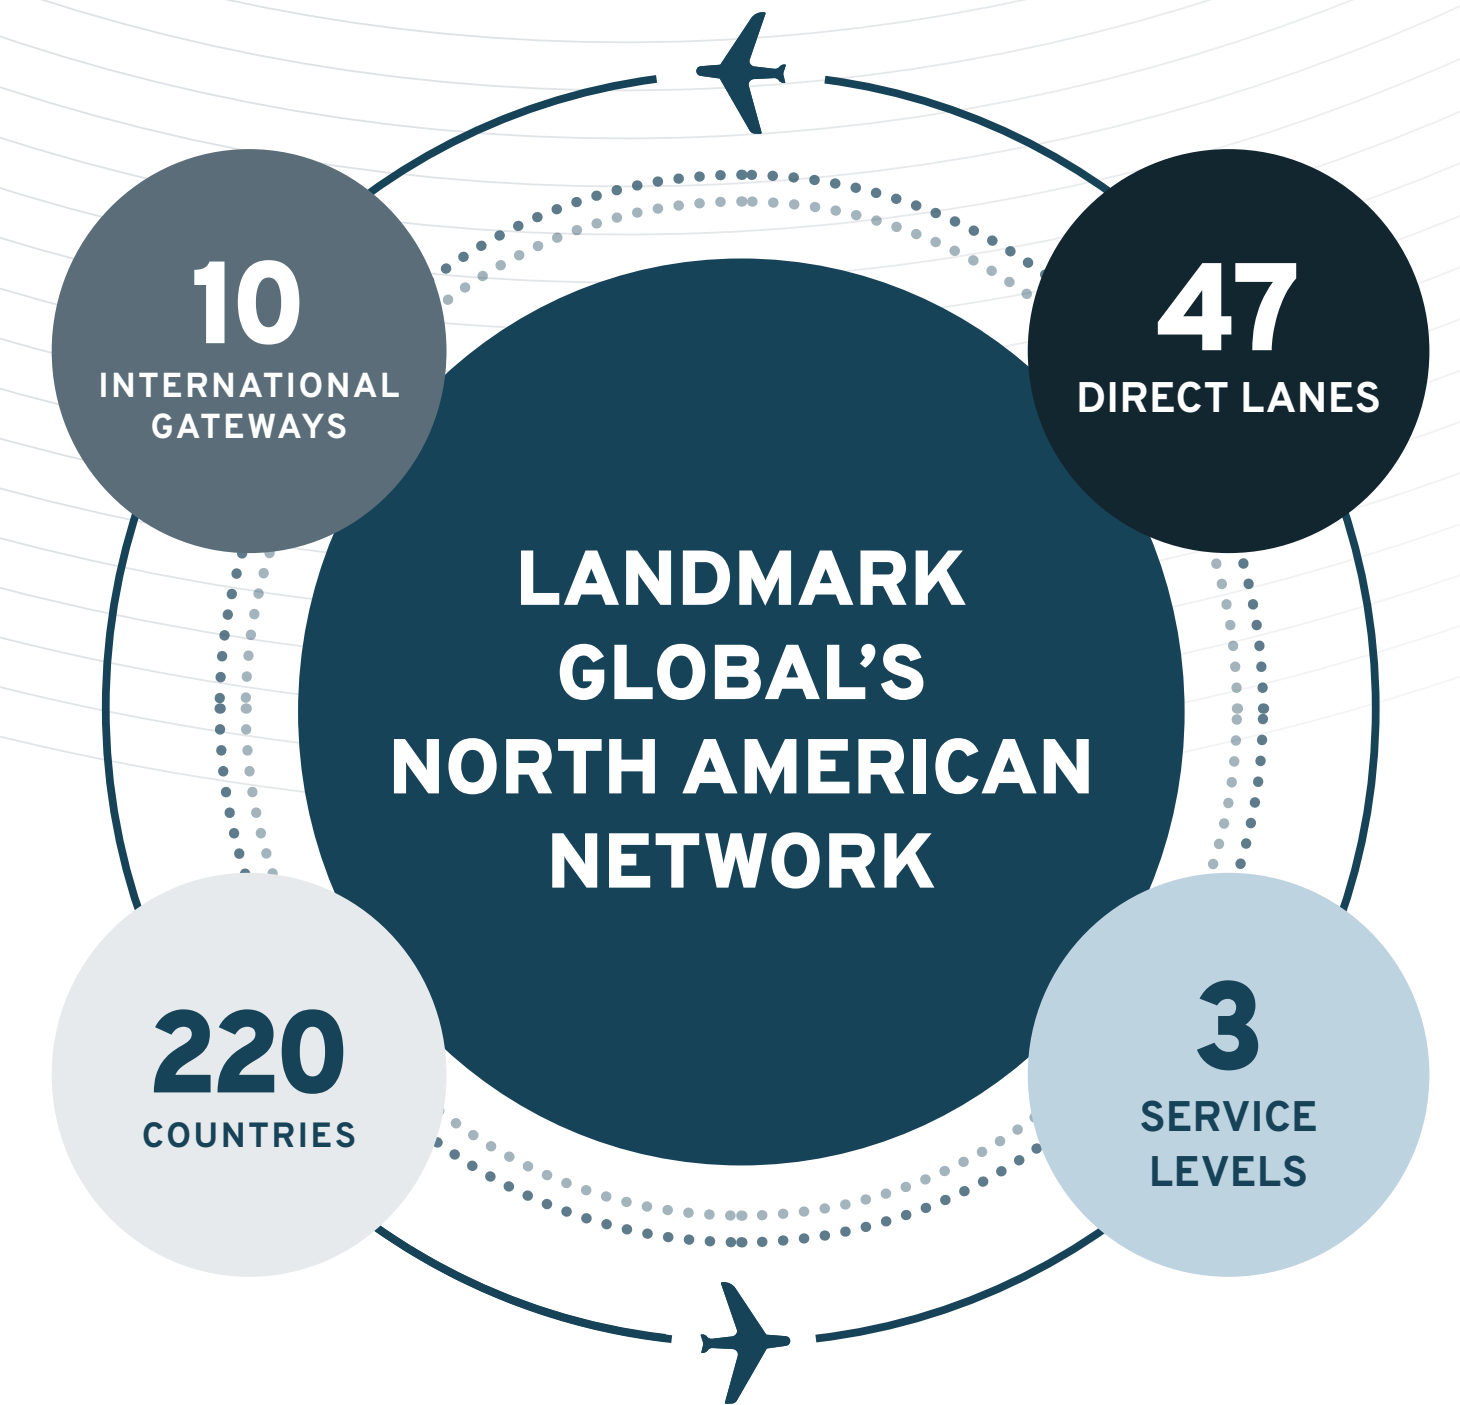 10
INTERNATIONAL
GATEWAYS
47
DIRECT LANES
LANDMARK
GLOBAL’S
NORTH AMERICAN
NETWORK
220
COUNTRIES
3
SERVICE
LEVELS